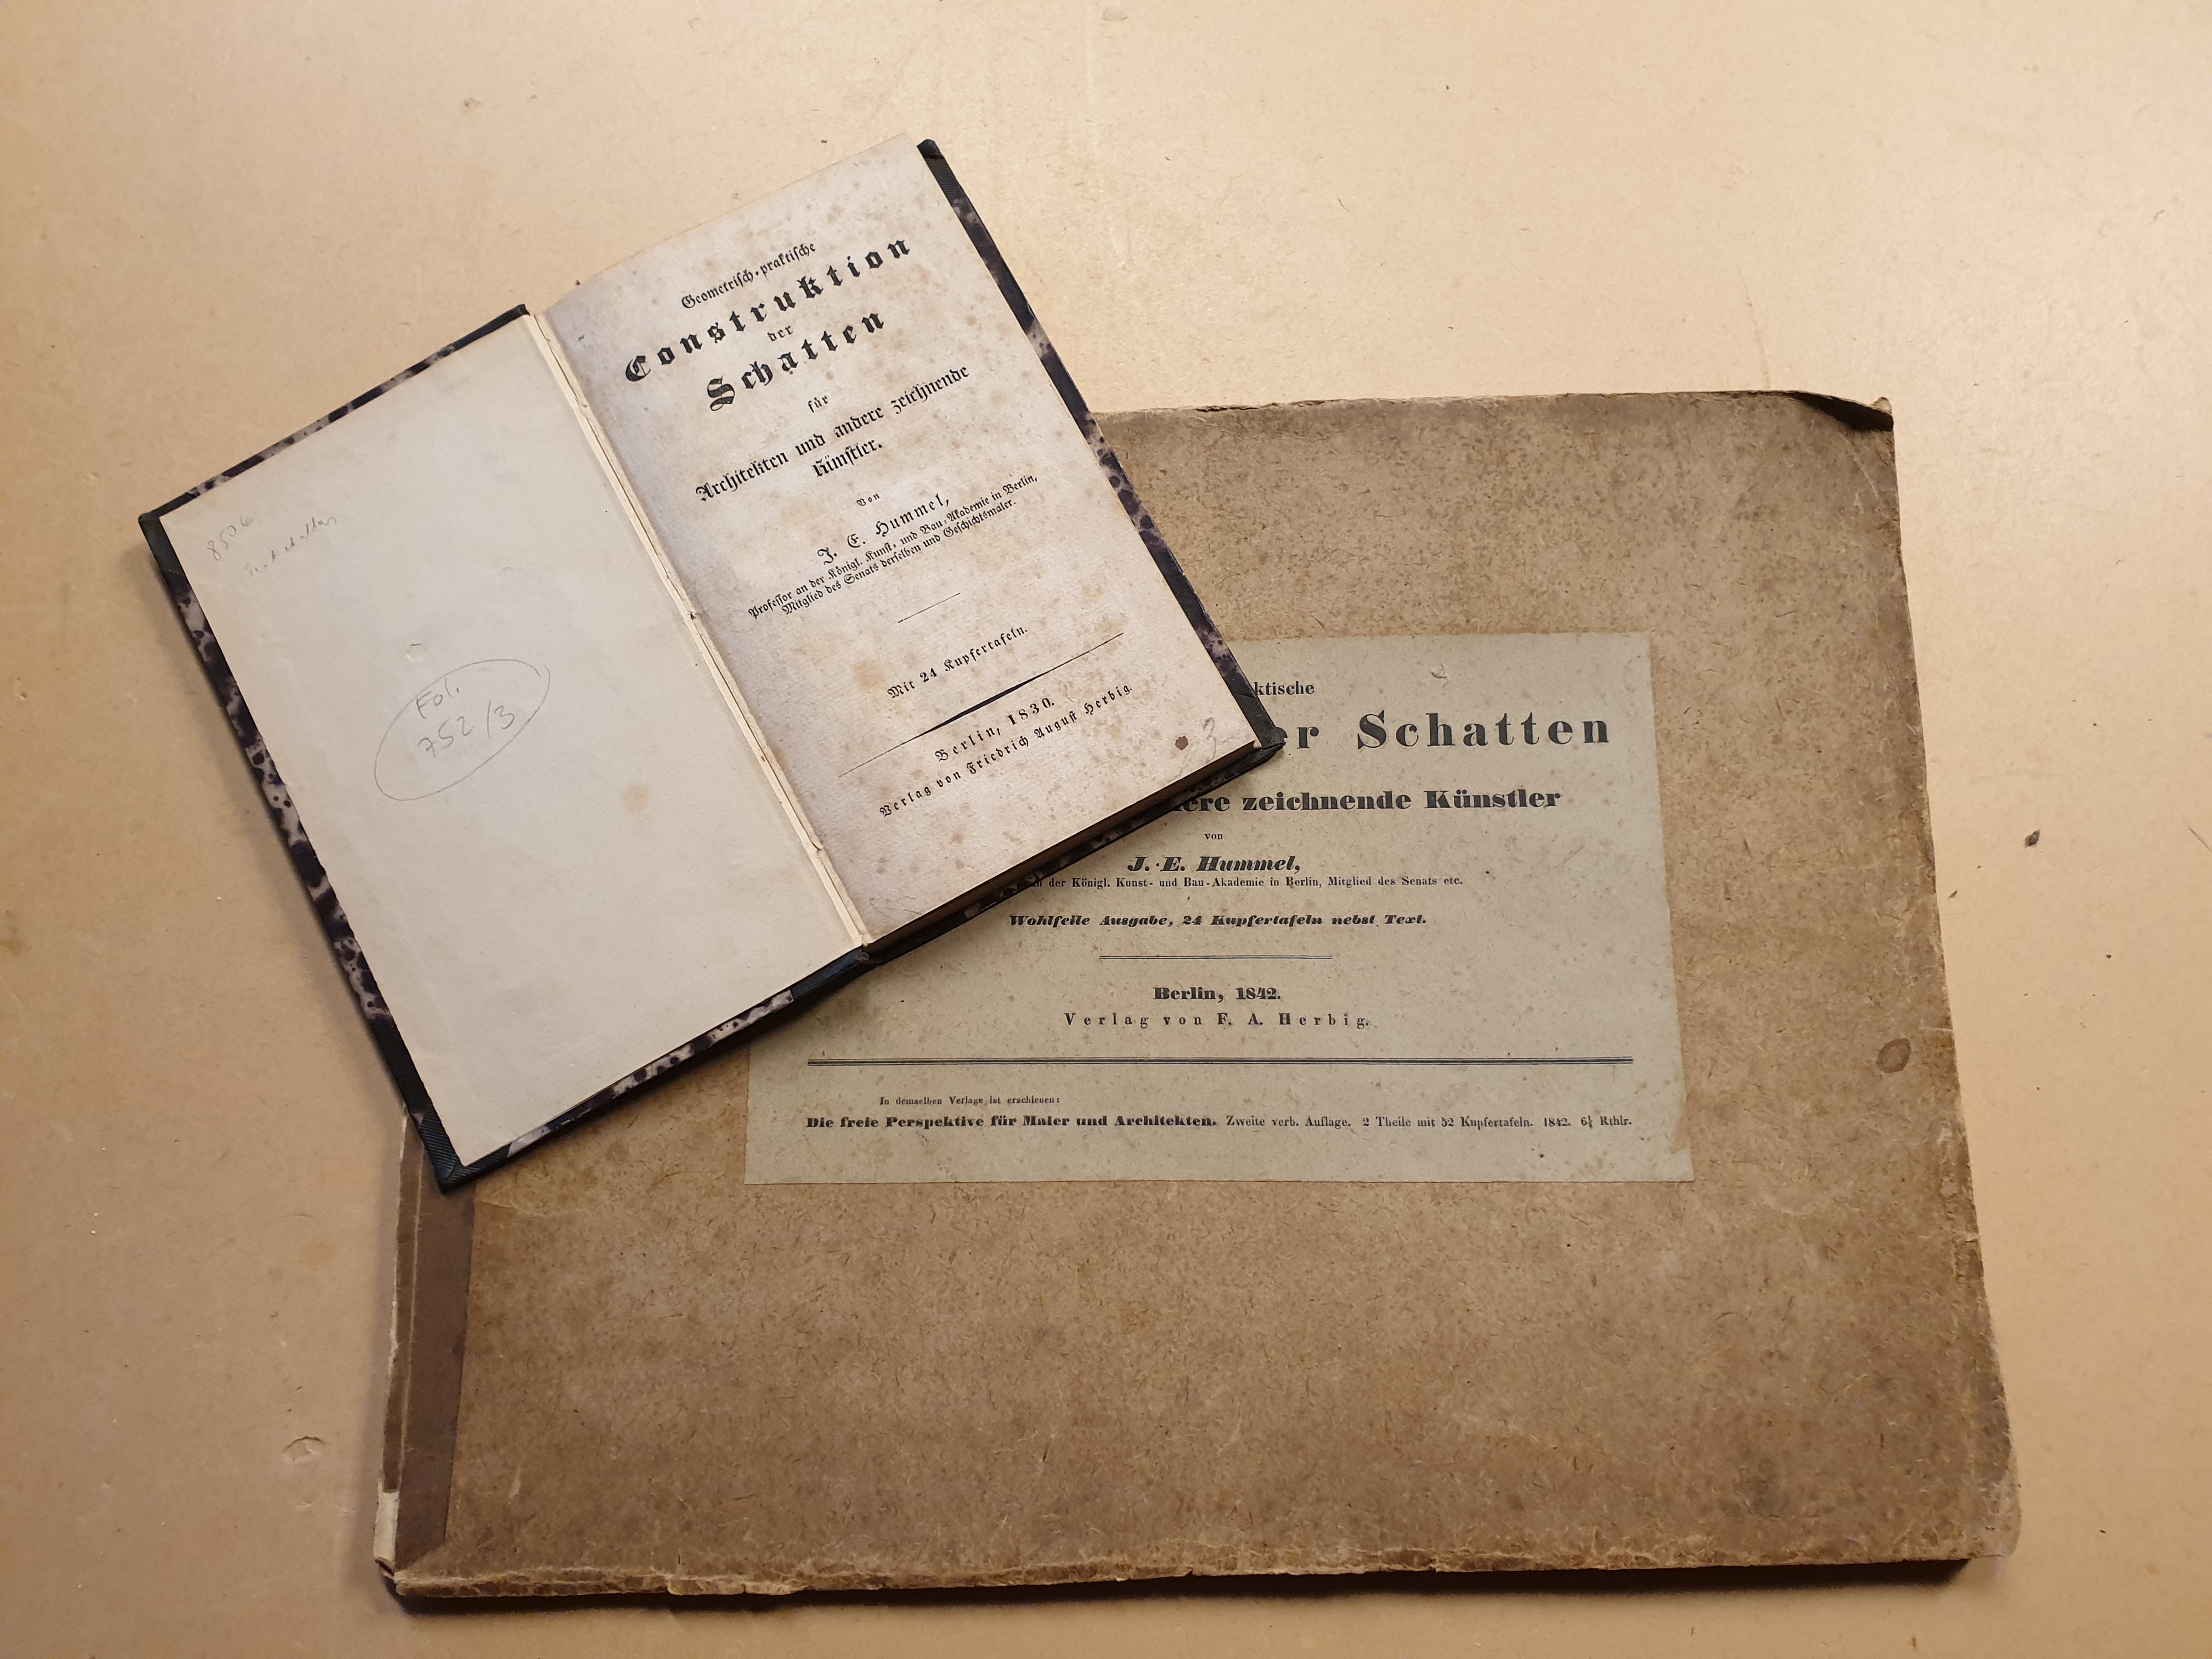 8506
Fol.
752/3
Geometrisch-praktische
Construktion
der
Schatten
für
Architekten und andere zeichnende
Künstler.
Von
J. E. Hummel,
Professor an der Königl. Kunst- und Bau-Akademie in Berlin,
Mitglied des Senats derselben und Geschichtsmaler.
Mit 24 Kupfertafeln.
Berlin, 1830.
Verlag von Friedrich August Herbig.
ktische
er Schatten
ere zeichnende Künstler
von
J. E. Hummel,
der Königl. Kunst- und Bau-Akademie in Berlin, Mitglied des Senats etc.
Wohlfeile Ausgabe, 24 Kupfertafeln nebst Text.
Berlin, 1842.
Verlag von F. A. Herbig.
In demselben Verlage ist erschienen:
Die freie Perspektive für Maler und Architekten. Zweite verb. Auflage. 2 Theile mit 52 Kupfertafeln. 1842. 6½ Rthlr.